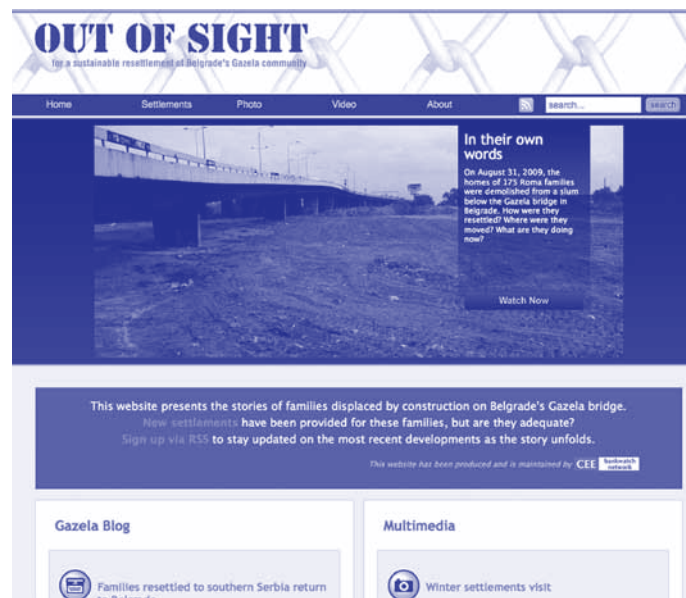 OUT OF SIGHT
for a sustainable resettlement of Belgrade's Gazela community
Home Settlements Photo Video About search... search
In their own
words
On August 31, 2009, the
homes of 175 Roma families
were demolished from a slum
below the Gazela bridge in
Belgrade. How were they
resettled? Where were they
moved? What are they doing
now?
Watch Now
This website presents the stories of families displaced by construction on Belgrade's Gazela bridge.
New settlements have been provided for these families, but are they adequate?
Sign up via RSS to stay updated on the most recent developments as the story unfolds.
This website has been produced and is maintained by CEE bankwatch
network
Gazela Blog
Families resettled to southern Serbia return
to Belgrade
Multimedia
Winter settlements visit